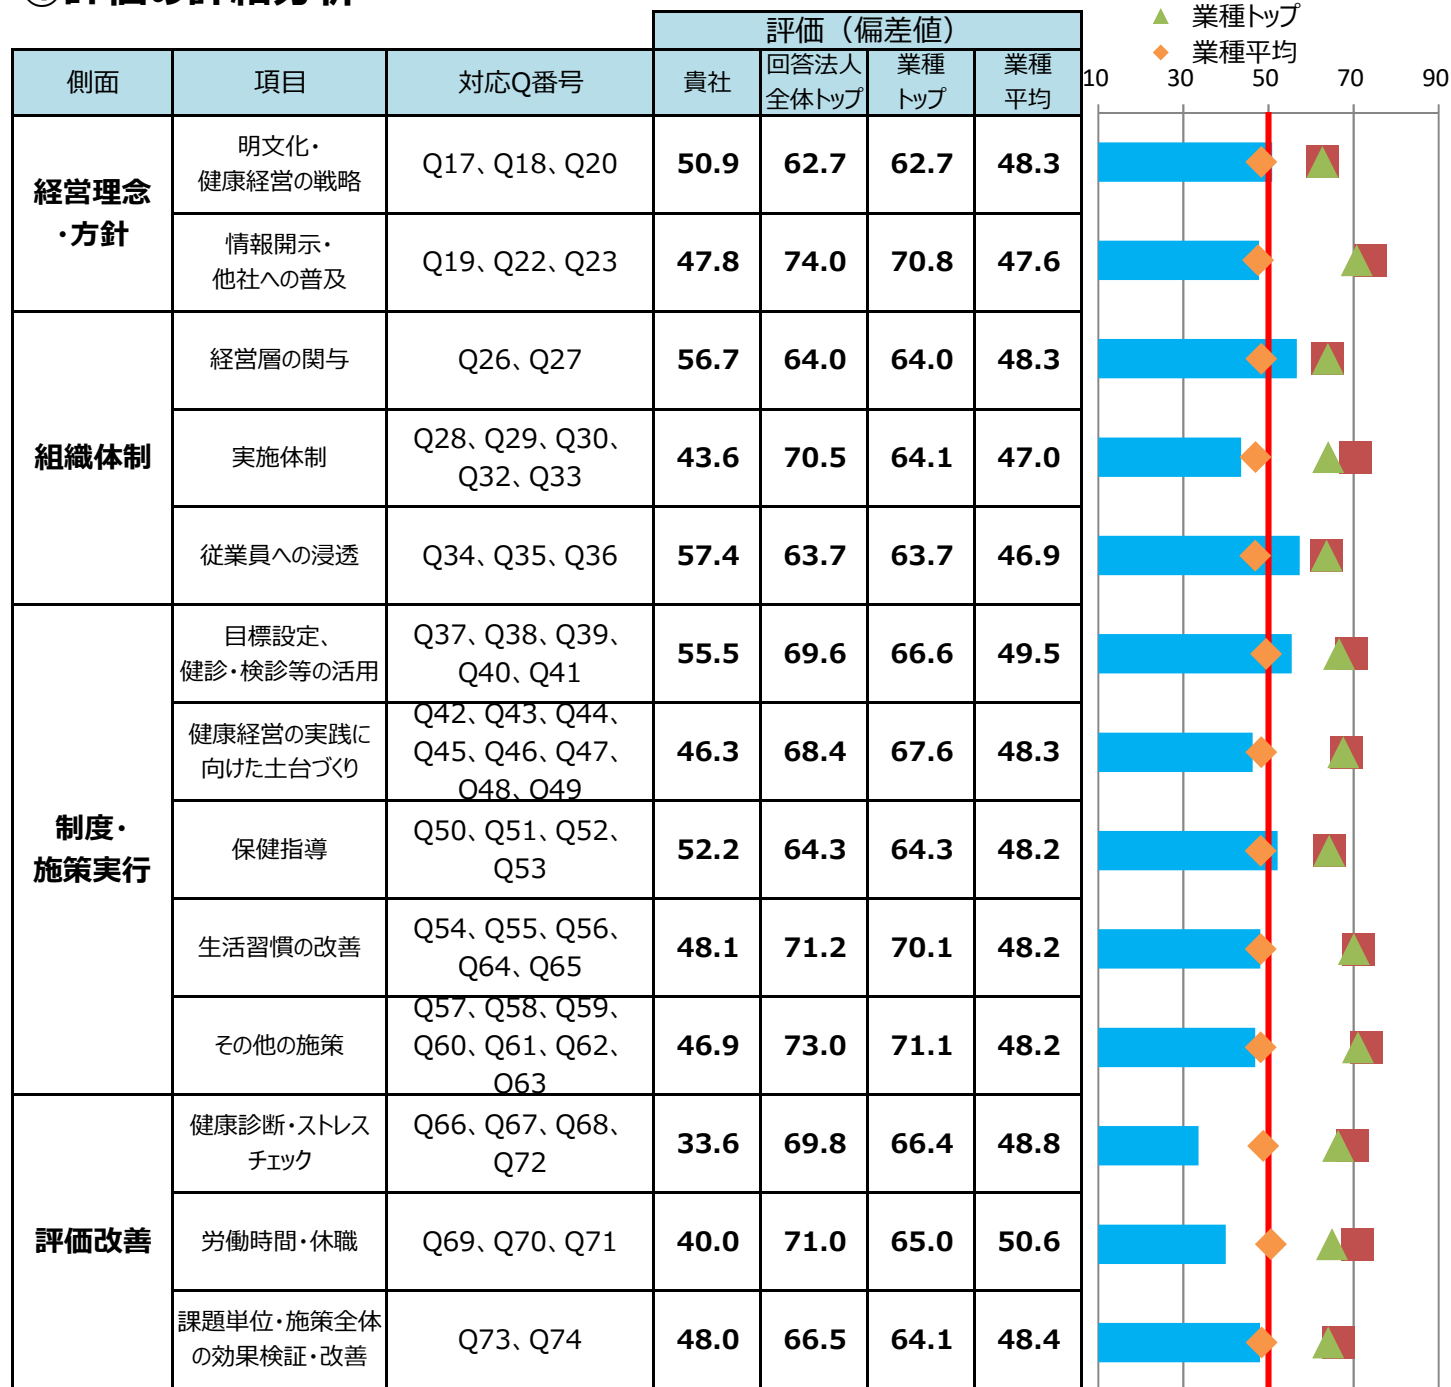 ①評価の詳細分析
評価（偏差値）
側面 項目 対応Q番号 貴社 回答法人 業種 業種
全体トップ トップ 平均
▲ 業種トップ
◆ 業種平均
10 30 50 70 90
経営理念
・方針
明文化・
健康経営の戦略
Q17、Q18、Q20 50.9 62.7 62.7 48.3
情報開示・
他社への普及
Q19、Q22、Q23 47.8 74.0 70.8 47.6
組織体制
経営層の関与 Q26、Q27 56.7 64.0 64.0 48.3
実施体制
Q28、Q29、Q30、
Q32、Q33
43.6 70.5 64.1 47.0
従業員への浸透 Q34、Q35、Q36 57.4 63.7 63.7 46.9
制度・
施策実行
目標設定、
健診・検診等の活用
Q37、Q38、Q39、
Q40、Q41
55.5 69.6 66.6 49.5
健康経営の実践に
向けた土台づくり
Q42、Q43、Q44、
Q45、Q46、Q47、
Q48、Q49
46.3 68.4 67.6 48.3
保健指導
Q50、Q51、Q52、
Q53
52.2 64.3 64.3 48.2
生活習慣の改善
Q54、Q55、Q56、
Q64、Q65
48.1 71.2 70.1 48.2
その他の施策
Q57、Q58、Q59、
Q60、Q61、Q62、
Q63
46.9 73.0 71.1 48.2
評価改善
健康診断・ストレス
チェック
Q66、Q67、Q68、
Q72
33.6 69.8 66.4 48.8
労働時間・休職 Q69、Q70、Q71 40.0 71.0 65.0 50.6
課題単位・施策全体
の効果検証・改善
Q73、Q74 48.0 66.5 64.1 48.4